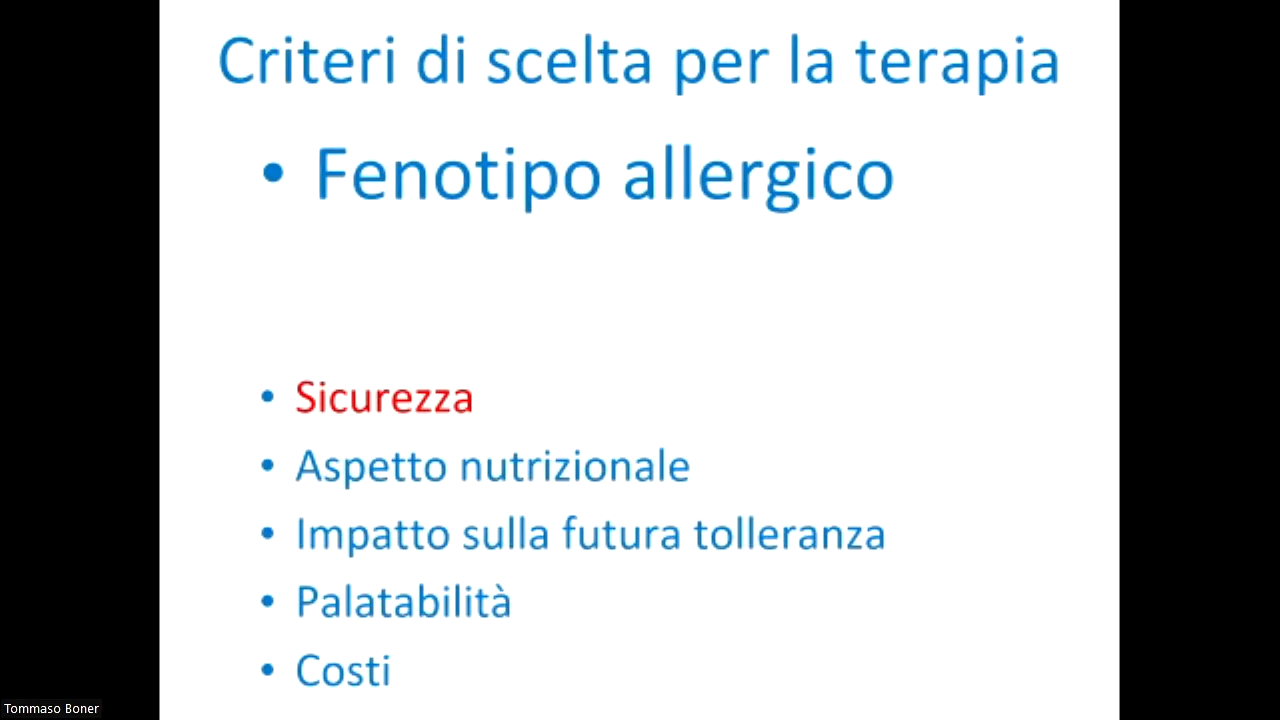 Criteri di scelta per la terapia
• Fenotipo allergico
• Sicurezza
• Aspetto nutrizionale
• Impatto sulla futura tolleranza
• Palatabilità
• Costi
Tommaso Boner